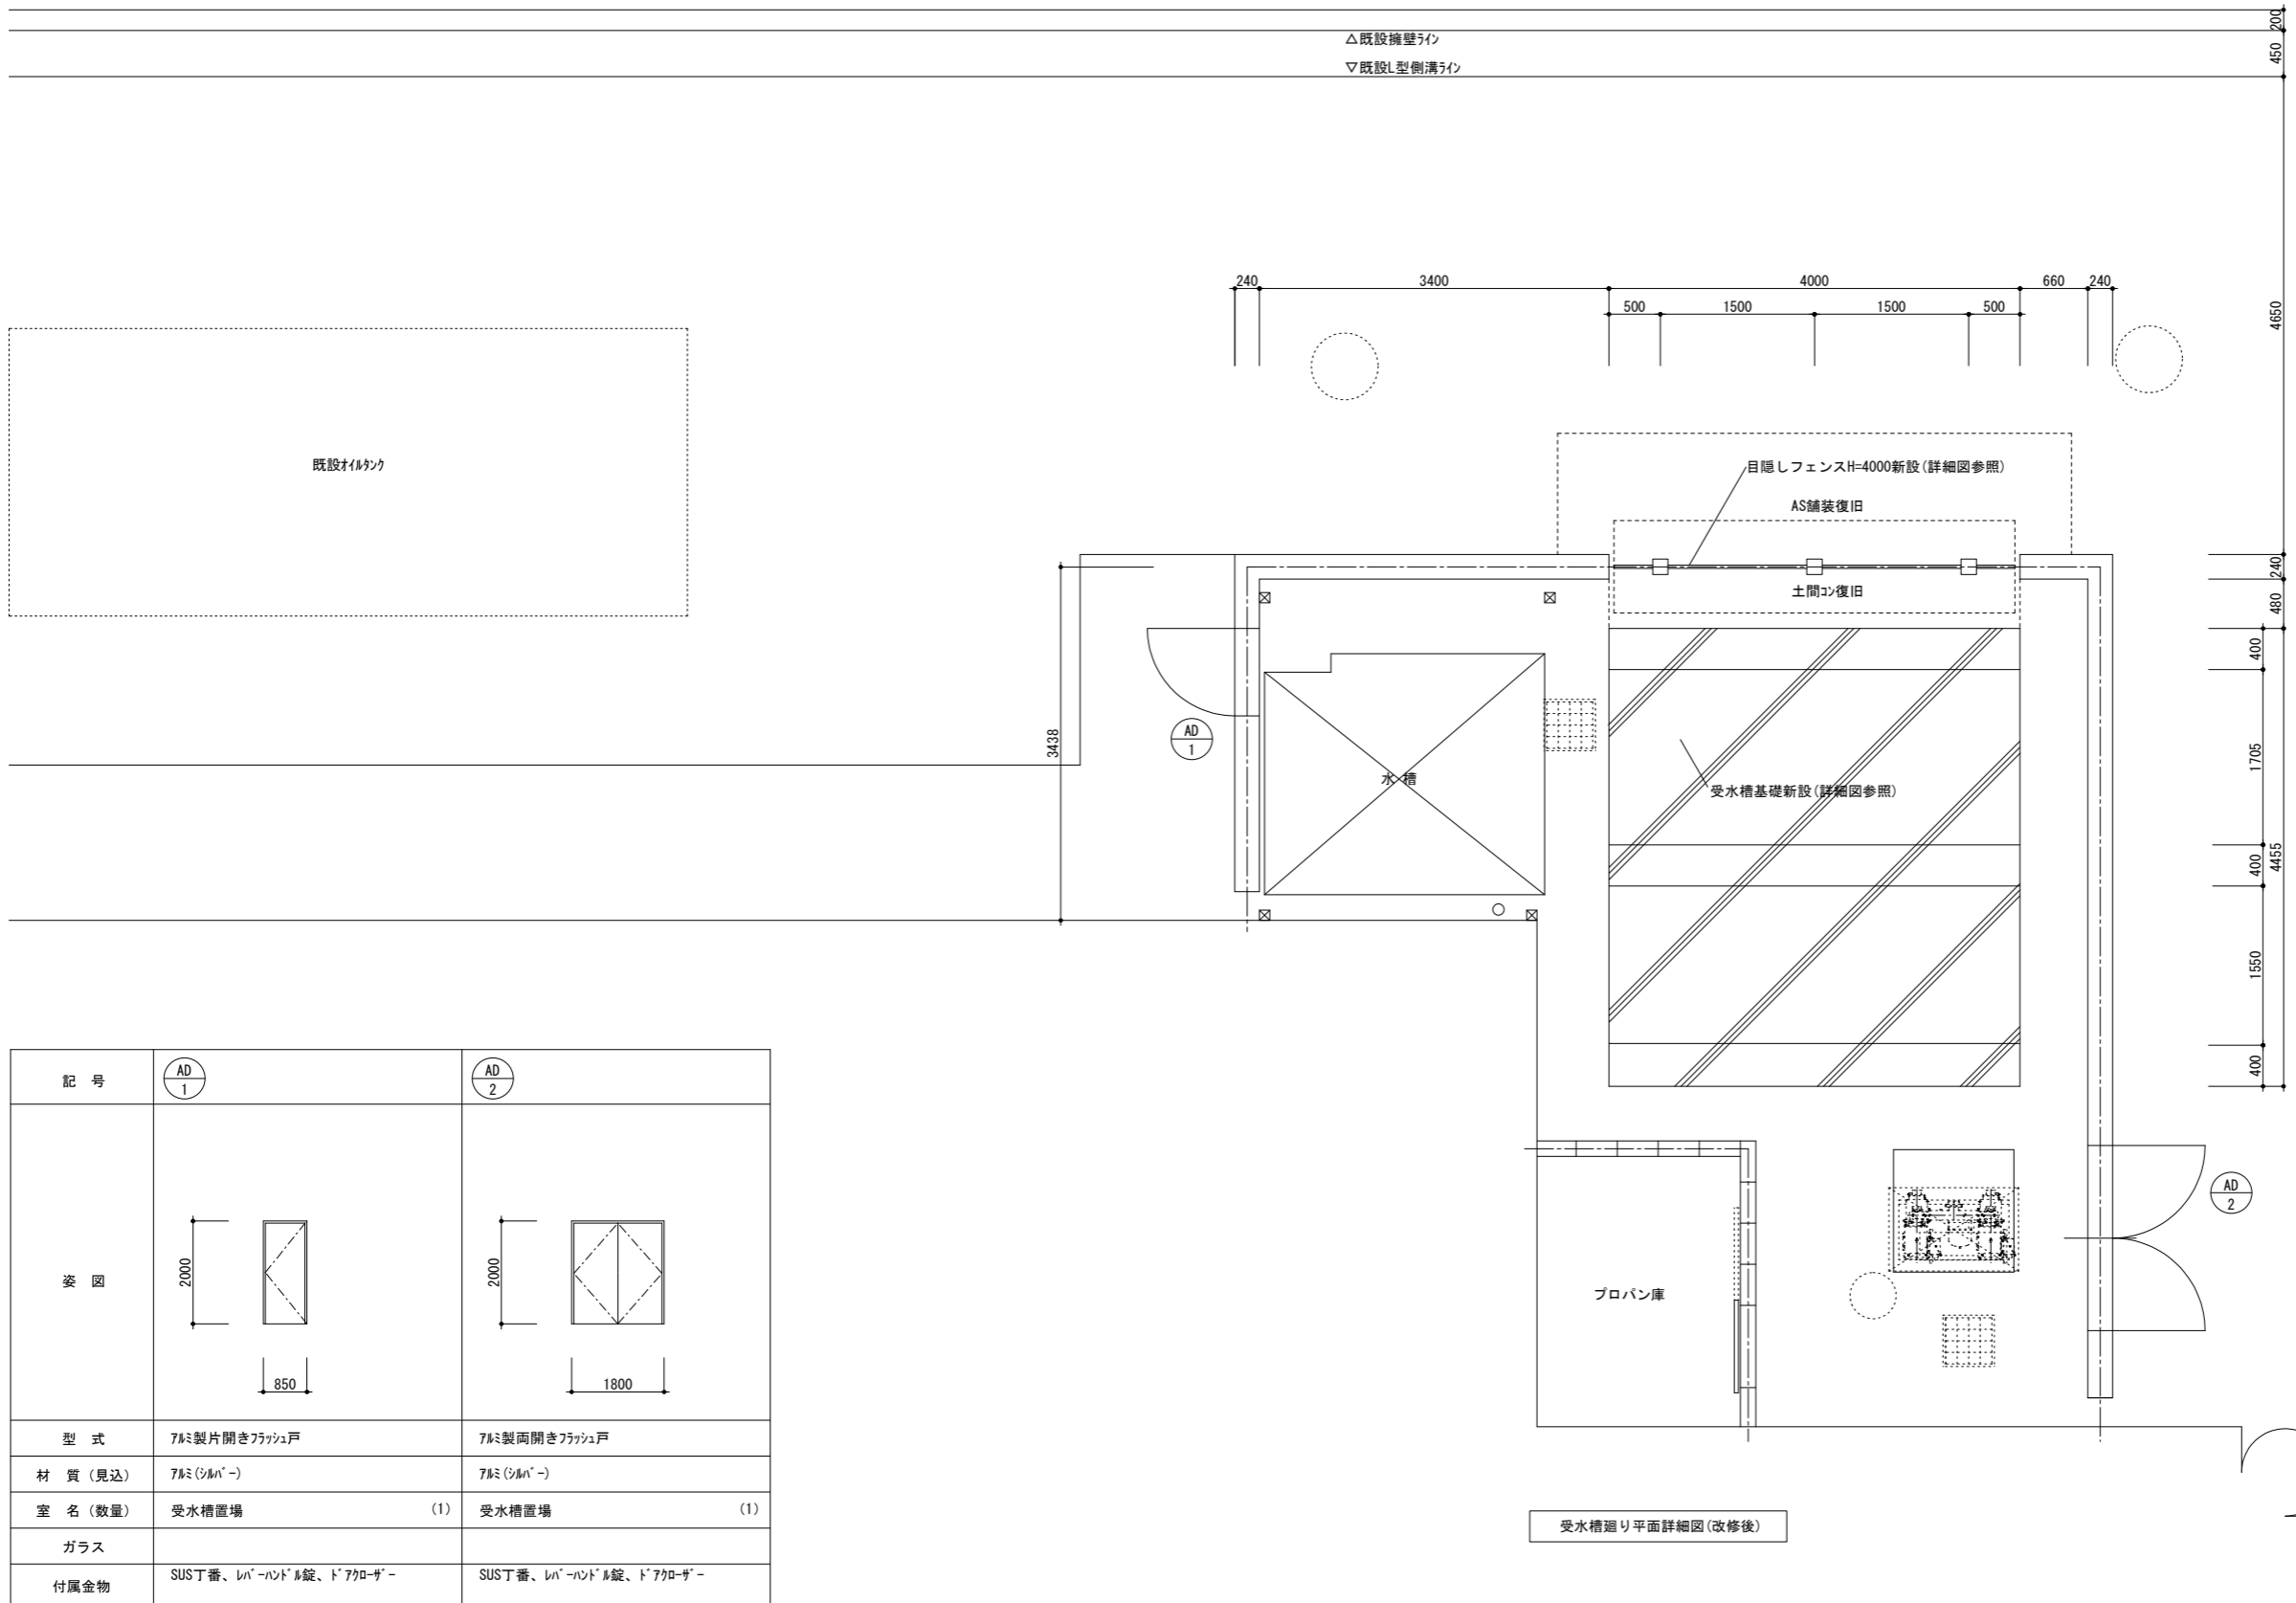 200
△既設擁壁ﾗｲﾝ
450
▽既設L型側溝ﾗｲﾝ
240 3400 4000 660 240
500 1500 1500 500
4650
既設ｵｲﾙﾀﾝｸ
目隠しフェンスH=4000新設(詳細図参照)
AS舗装復旧
240
土間ｺﾝ復旧
480
400
AD
1
3438
1705
水槽
受水槽基礎新設(詳細図参照)
400
4455
1550
400
AD
2
プロパン庫
記 号
AD
1
AD
2
姿 図
2000
850
2000
1800
型 式 ｱﾙﾐ製片開きﾌﾗｯｼｭ戸 ｱﾙﾐ製両開きﾌﾗｯｼｭ戸
材 質(見込) ｱﾙﾐ(ｼﾙﾊﾞｰ) ｱﾙﾐ(ｼﾙﾊﾞｰ)
室 名(数量) 受水槽置場 (1) 受水槽置場 (1)
ガラス
付属金物 SUS丁番、ﾚﾊﾞｰﾊﾝﾄﾞﾙ錠、ﾄﾞｱｸﾛｰｻﾞｰ SUS丁番、ﾚﾊﾞｰﾊﾝﾄﾞﾙ錠、ﾄﾞｱｸﾛｰｻﾞｰ
受水槽廻り平面詳細図(改修後)